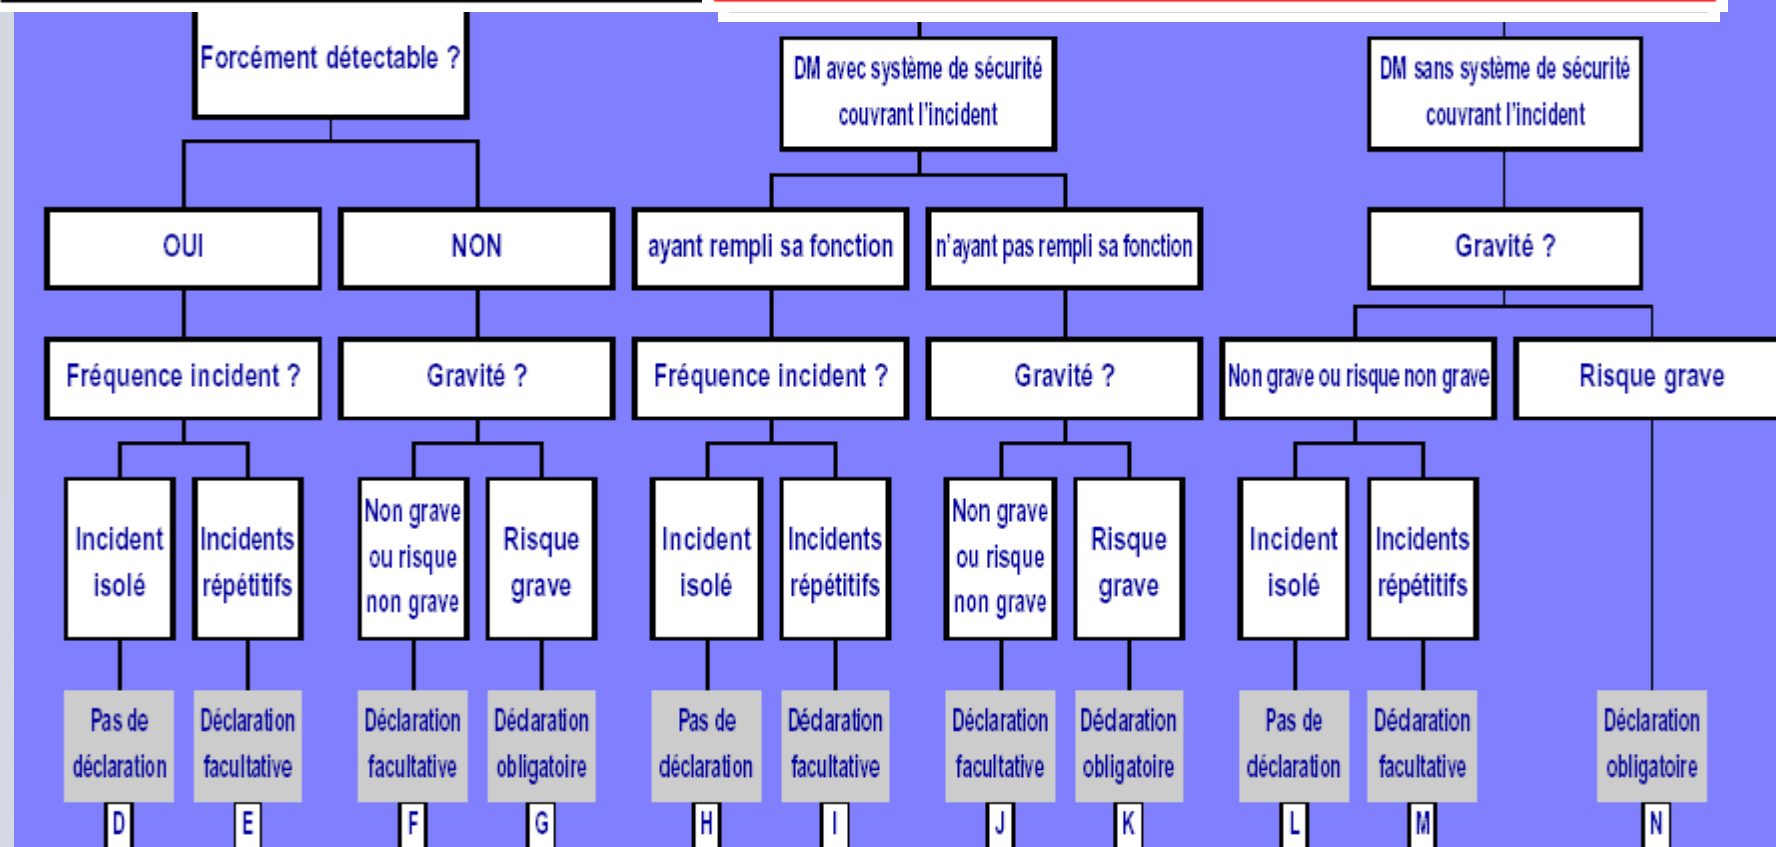 Forcément détectable ?
DM avec système de sécurité
couvrant l'incident
DM sans système de sécurité
couvrant l'incident
OUI
NON
ayant rempli sa fonction
n'ayant pas rempli sa fonction
Gravité ?
Fréquence incident ?
Gravité ?
Fréquence incident ?
Gravité ?
Non grave ou risque non grave
Risque grave
Incident
isolé
Incidents
répétitifs
Non grave
ou risque
non grave
Risque
grave
Incident
isolé
Incidents
répétitifs
Non grave
ou risque
non grave
Risque
grave
Incident
isolé
Incidents
répétitifs
Pas de
déclaration
Déclaration
facultative
Déclaration
facultative
Déclaration
obligatoire
Pas de
déclaration
Déclaration
facultative
Déclaration
facultative
Déclaration
obligatoire
Pas de
déclaration
Déclaration
facultative
Déclaration
obligatoire
D
E
F
G
H
I
J
K
L
M
N